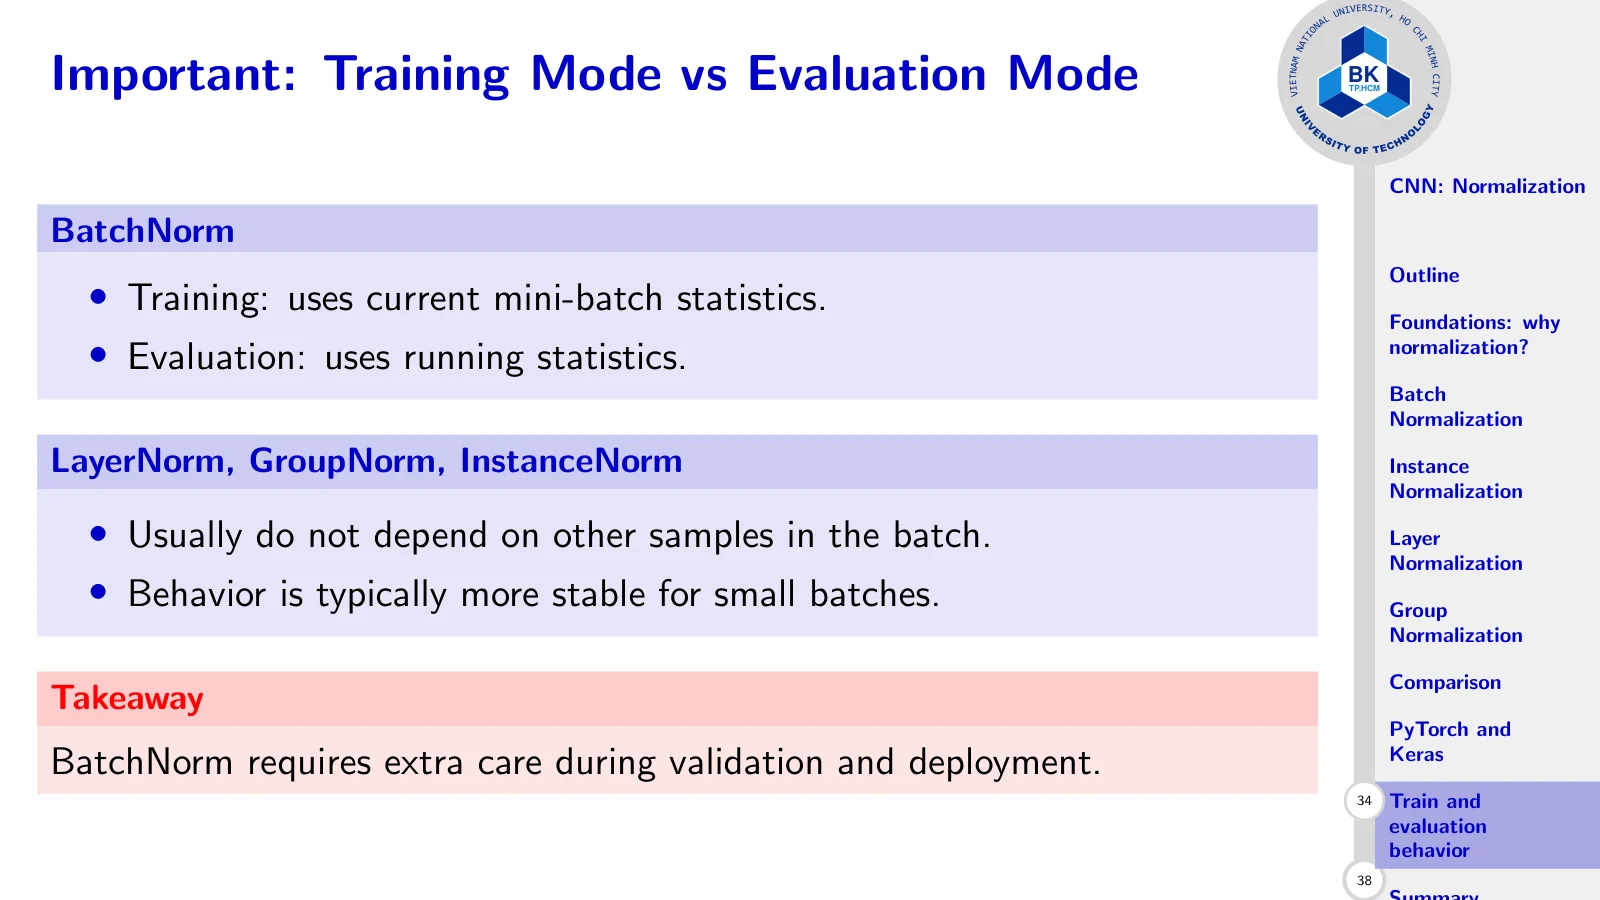 Important: Training Mode vs Evaluation Mode
BatchNorm
Training: uses current mini-batch statistics.
Evaluation: uses running statistics.
LayerNorm, GroupNorm, InstanceNorm
Usually do not depend on other samples in the batch.
Behavior is typically more stable for small batches.
Takeaway
BatchNorm requires extra care during validation and deployment.
VIETNAM NATIONAL UNIVERSITY, HO CHI MINH CITY
BK
TP.HCM
UNIVERSITY OF TECHNOLOGY
CNN: Normalization
Outline
Foundations: why
normalization?
Batch
Normalization
Instance
Normalization
Layer
Normalization
Group
Normalization
Comparison
PyTorch and
Keras
34
Train and
evaluation
behavior
38
Summary